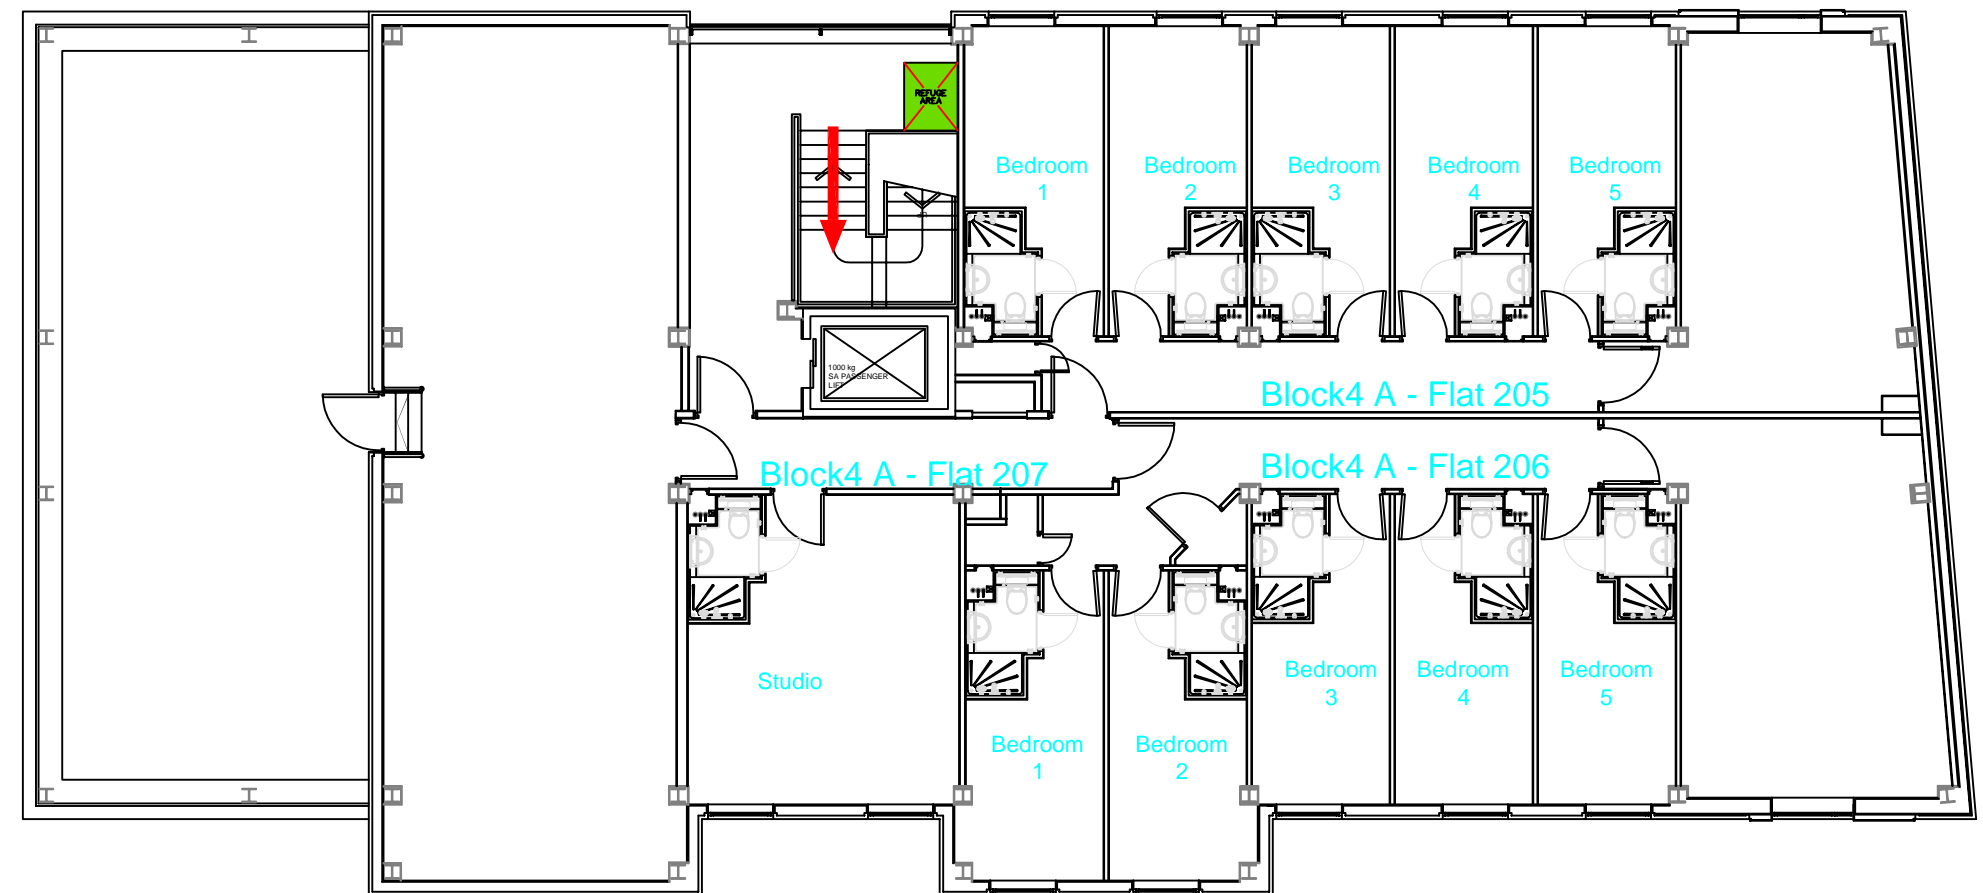 REFUGE
AREA
Bedroom
1
Bedroom
2
Bedroom
3
Bedroom
4
Bedroom
5
1000 kg
SA PASSENGER
LIFT
Block4 A - Flat 205
Block4 A - Flat 207
Block4 A - Flat 206
Studio
Bedroom
1
Bedroom
2
Bedroom
3
Bedroom
4
Bedroom
5